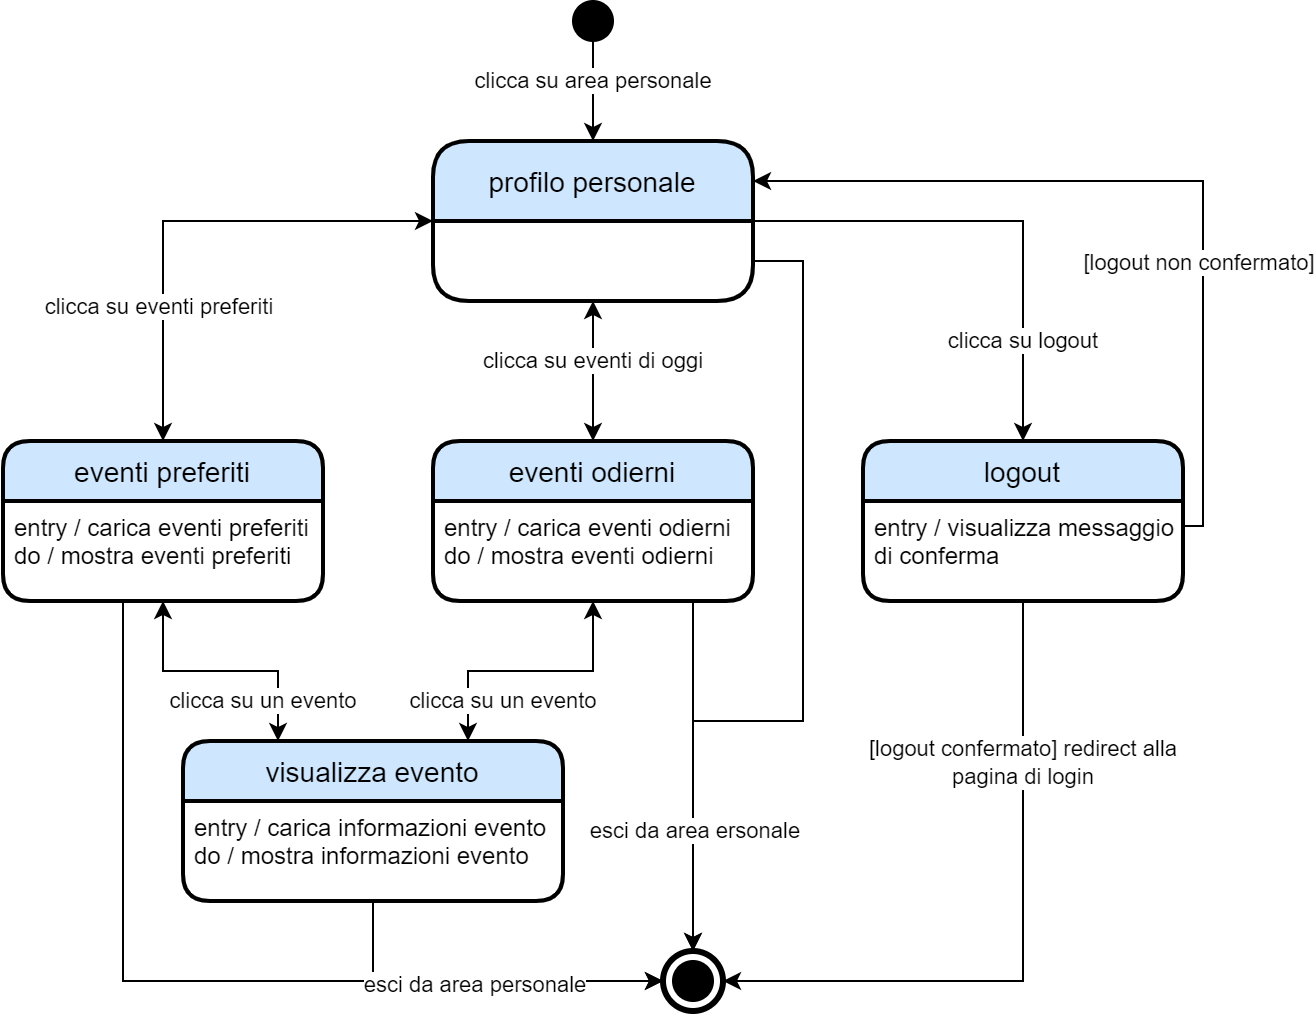 clicca su area personale
profilo personale
[logout non confermato]
clicca su eventi preferiti
clicca su eventi di oggi
clicca su logout
eventi preferiti
entry / carica eventi preferiti
do / mostra eventi preferiti
eventi odierni
entry / carica eventi odierni
do / mostra eventi odierni
logout
entry / visualizza messaggio
di conferma
clicca su un evento
clicca su un evento
visualizza evento
entry / carica informazioni evento
do / mostra informazioni evento
[logout confermato] redirect alla
pagina di login
esci da area ersonale
esci da area personale